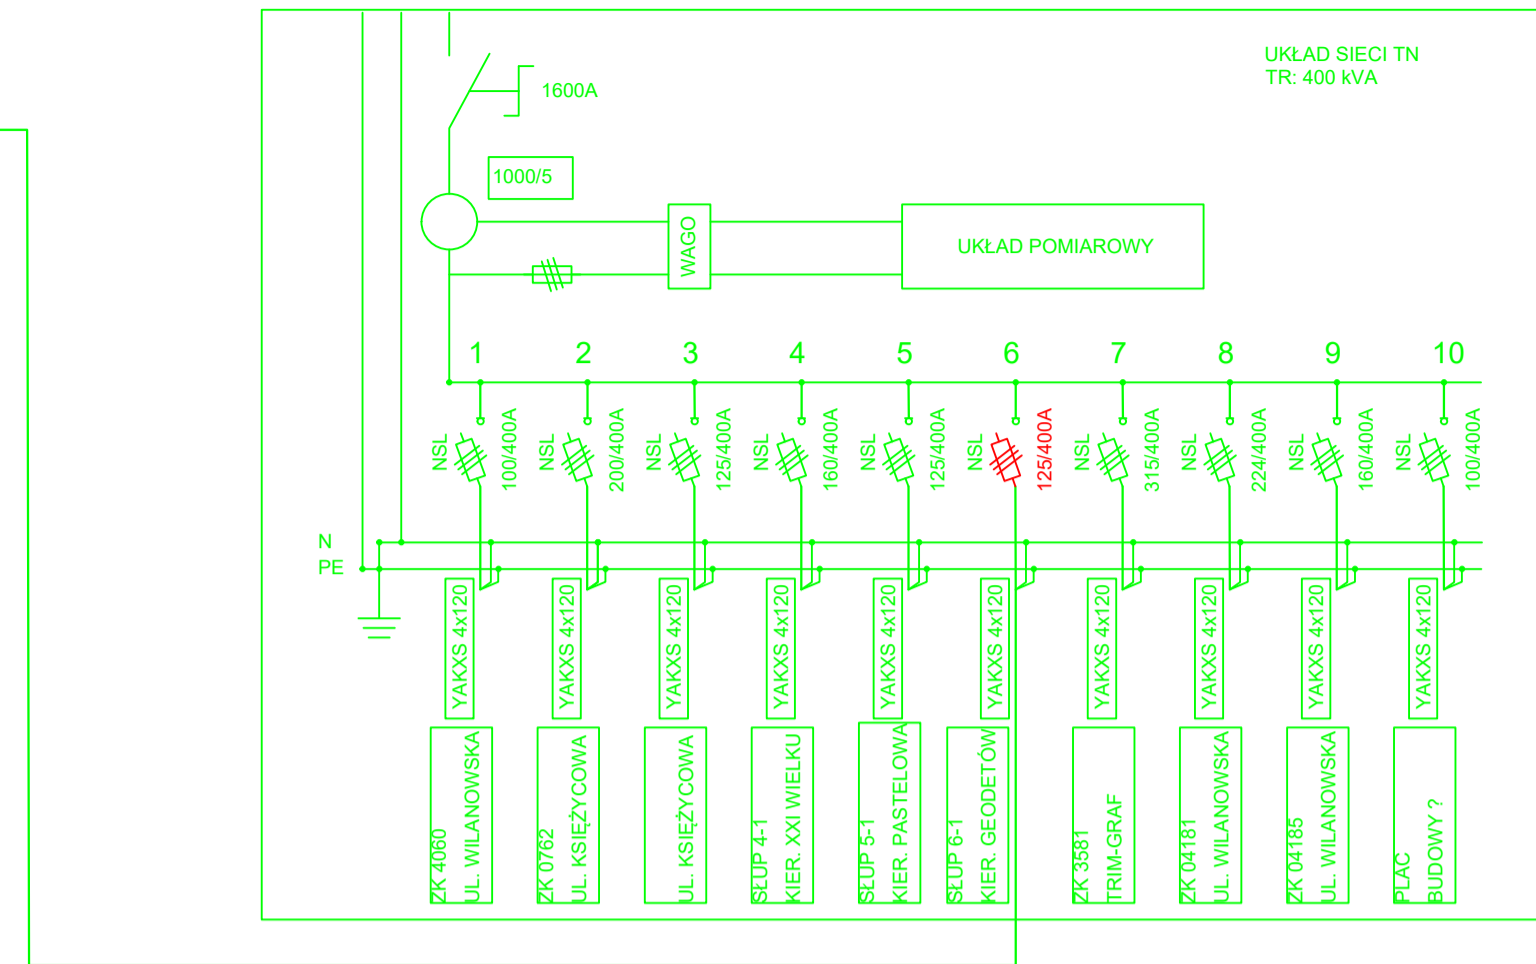 UKŁAD SIECI TN
TR: 400 kVA
1600A
1000/5
WAGO
UKŁAD POMIAROWY
1 2 3 4 5 6 7 8 9 10
NSL 100/400A
NSL 200/400A
NSL 125/400A
NSL 160/400A
NSL 125/400A
NSL 125/400A
NSL 315/400A
NSL 224/400A
NSL 160/400A
NSL 100/400A
N
PE
YAKXS 4x120
YAKXS 4x120
YAKXS 4x120
YAKXS 4x120
YAKXS 4x120
YAKXS 4x120
YAKXS 4x120
YAKXS 4x120
YAKXS 4x120
YAKXS 4x120
ZK 4060
UL. WILANOWSKA
ZK 0762
UL. KSIĘŻYCOWA
UL. KSIĘŻYCOWA
SŁUP 4-1
KIER. XXI WIELKU
SŁUP 5-1
KIER. PASTELOWA
SŁUP 6-1
KIER. GEODETÓW
ZK 3581
TRIM-GRAF
ZK 04181
UL. WILANOWSKA
ZK 04185
UL. WILANOWSKA
PLAC
BUDOWY ?